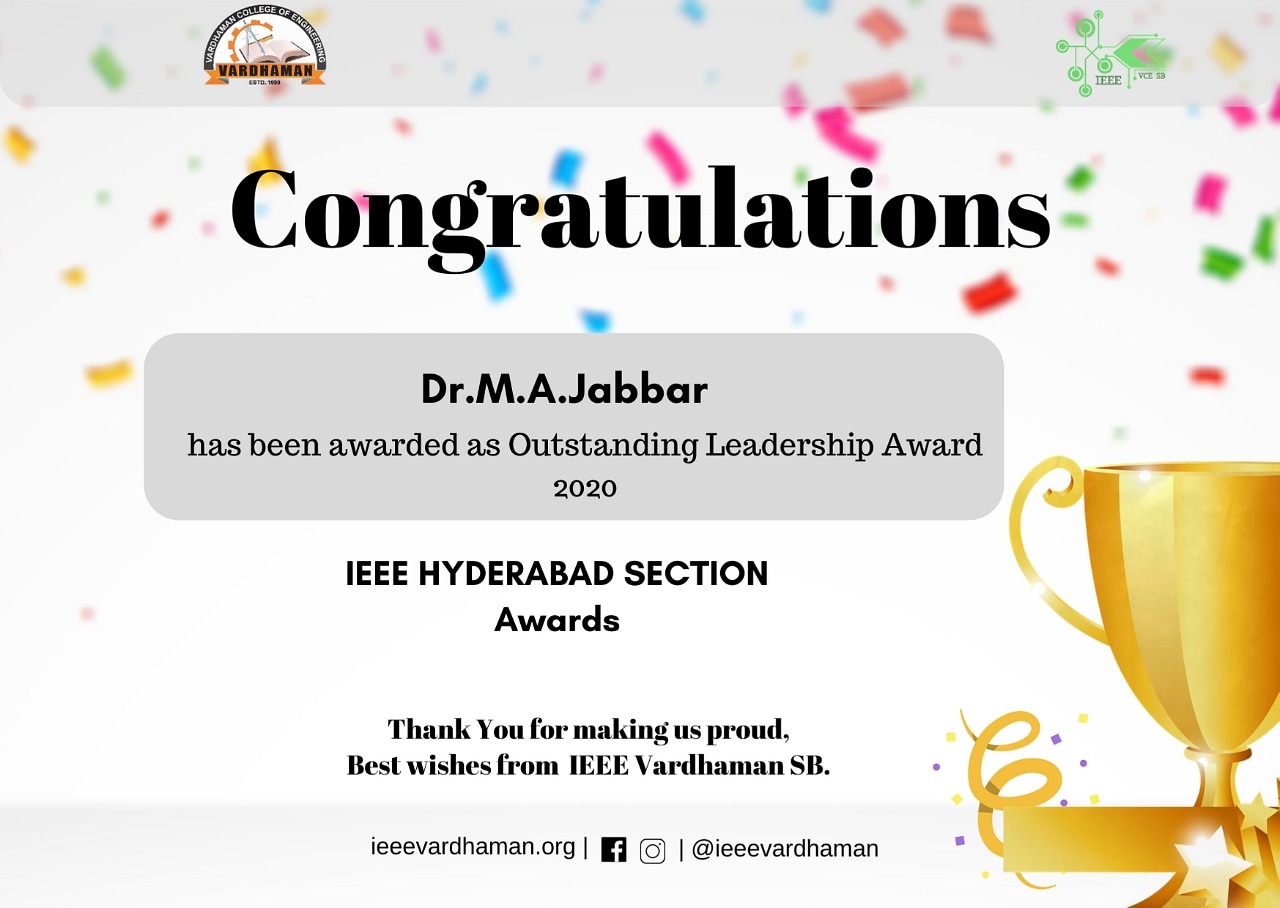 VARDHAMAN COLLEGE OF ENGINEERING
VARDHAMAN
ESTD. 1999
IEEE
VCE SB
Congratulations
Dr.M.A.Jabbar
has been awarded as Outstanding Leadership Award
2020
IEEE HYDERABAD SECTION
Awards
Thank You for making us proud,
Best wishes from IEEE Vardhaman SB.
ieeevardhaman.org | | @ieeevardhaman